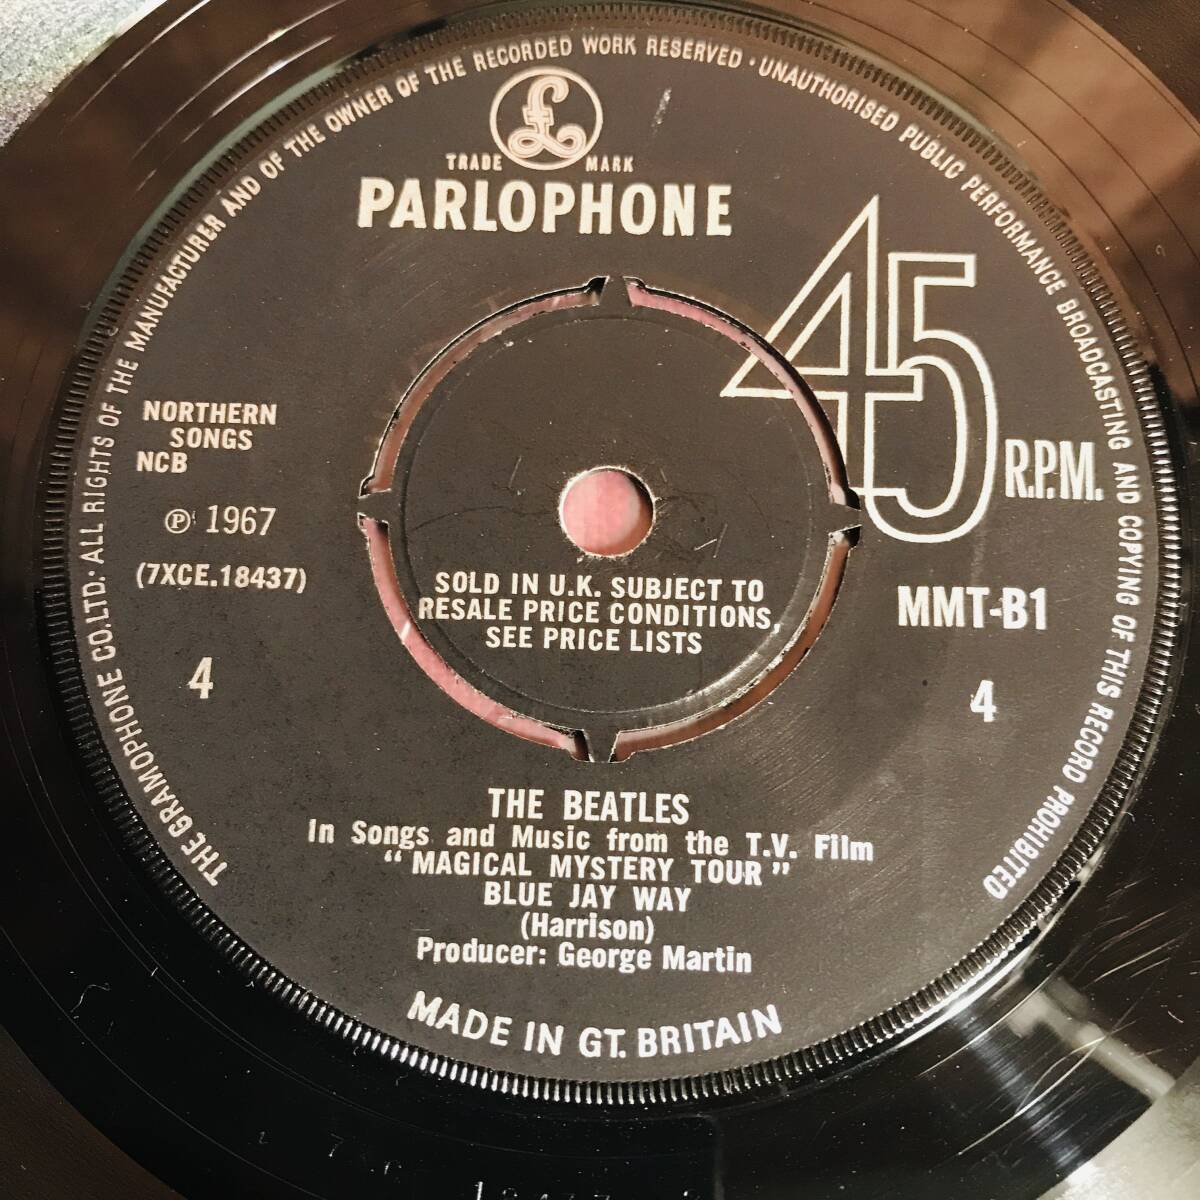 THE GRAMOPHONE CO. LTD. ALL RIGHTS OF THE MANUFACTURER AND OF THE OWNER OF THE RECORDED WORK RESERVED · UNAUTHORISED PUBLIC PERFORMANCE BROADCASTING AND COPYING OF THIS RECORD PROHIBITED
£
TRADE MARK
PARLOPHONE
45 R.P.M.
NORTHERN
SONGS
NCB
℗ 1967
(7XCE.18437)
4
SOLD IN U.K. SUBJECT TO
RESALE PRICE CONDITIONS,
SEE PRICE LISTS
MMT-B1
4
THE BEATLES
In Songs and Music from the T.V. Film
“ MAGICAL MYSTERY TOUR ”
BLUE JAY WAY
(Harrison)
Producer: George Martin
MADE IN GT. BRITAIN